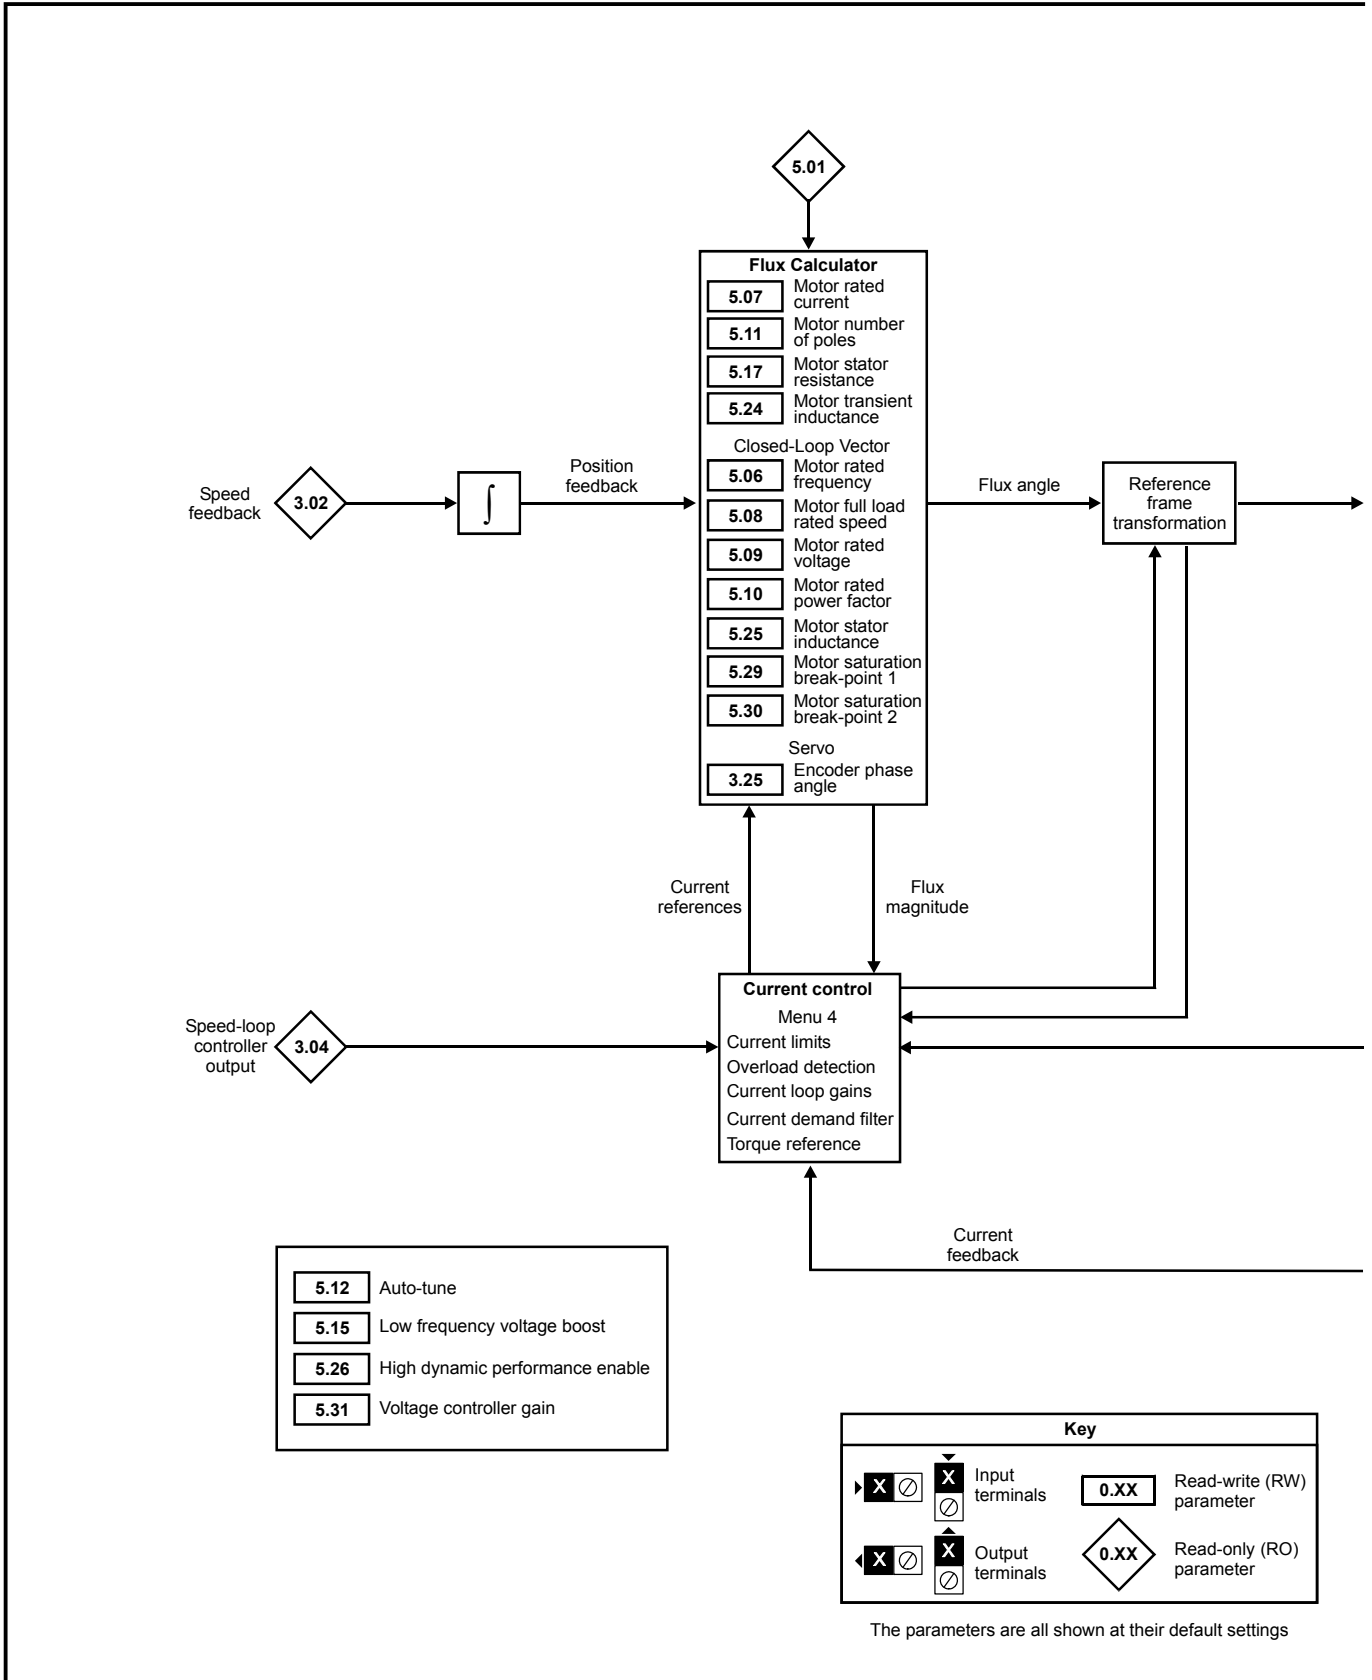 5.01
Flux Calculator
5.07 Motor rated
current
5.11 Motor number
of poles
5.17 Motor stator
resistance
5.24 Motor transient
inductance
Closed-Loop Vector
5.06 Motor rated
frequency
5.08 Motor full load
rated speed
5.09 Motor rated
voltage
5.10 Motor rated
power factor
5.25 Motor stator
inductance
5.29 Motor saturation
break-point 1
5.30 Motor saturation
break-point 2
Servo
3.25 Encoder phase
angle
Speed
feedback
3.02
∫
Position
feedback
Flux angle
Reference
frame
transformation
Current
references
Flux
magnitude
Speed-loop
controller
output
3.04
Current control
Menu 4
Current limits
Overload detection
Current loop gains
Current demand filter
Torque reference
Current
feedback
5.12 Auto-tune
5.15 Low frequency voltage boost
5.26 High dynamic performance enable
5.31 Voltage controller gain
Key
X X Input
terminals
0.XX Read-write (RW)
parameter
X X Output
terminals
0.XX Read-only (RO)
parameter
The parameters are all shown at their default settings